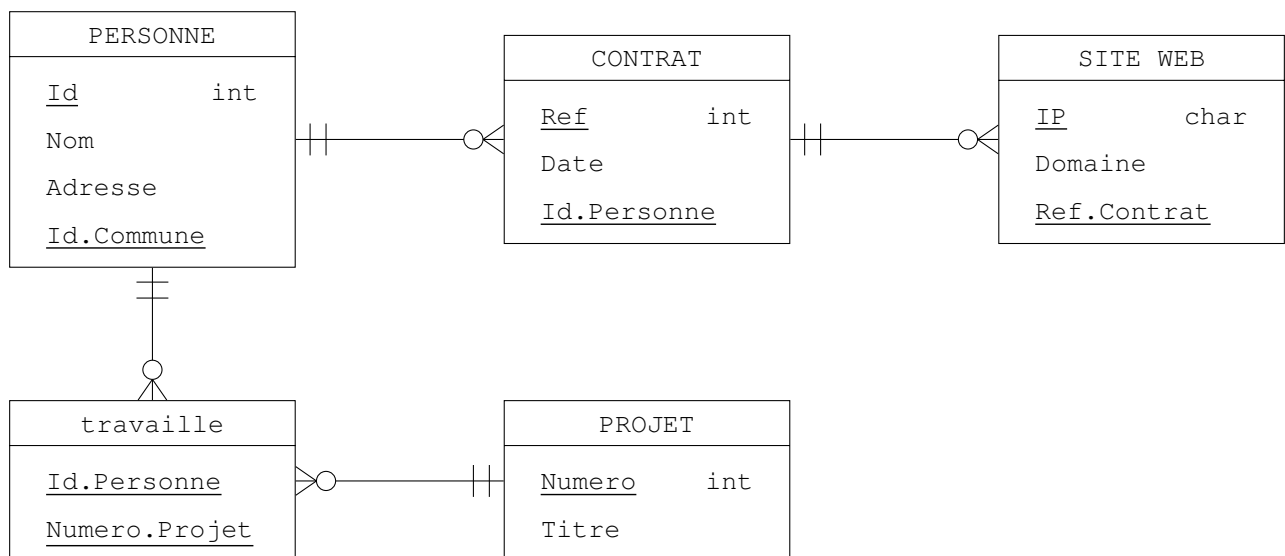 PERSONNE
Id int
Nom
Adresse
Id.Commune
CONTRAT
Ref int
Date
Id.Personne
SITE WEB
IP char
Domaine
Ref.Contrat
travaille
Id.Personne
Numero.Projet
PROJET
Numero int
Titre